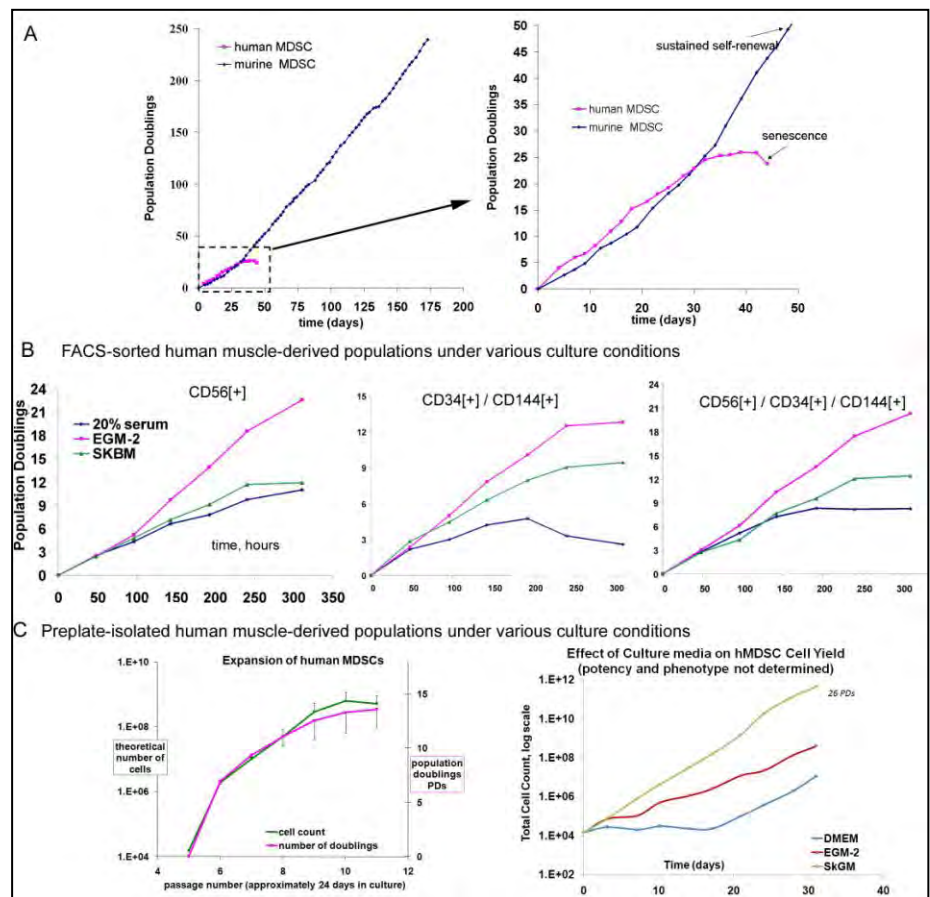 A
Population Doublings
250
200
150
100
50
0
human MDSC
murine MDSC
0 25 50 75 100 125 150 175 200
time (days)
Population Doublings
50
45
40
35
30
25
20
15
10
5
0
sustained self-renewal
human MDSC
murine MDSC
senescence
0 10 20 30 40 50
time (days)
B FACS-sorted human muscle-derived populations under various culture conditions
Population Doublings
24
21
18
15
12
9
6
3
0
CD56[+]
20% serum
EGM-2
SKBM
time, hours
0 50 100 150 200 250 300 350
CD34[+] / CD144[+]
15
12
9
6
3
0
0 50 100 150 200 250 300
CD56[+] / CD34[+] / CD144[+]
24
21
18
15
12
9
6
3
0
0 50 100 150 200 250 300
C Preplate-isolated human muscle-derived populations under various culture conditions
Expansion of human MDSCs
1.E+10
1.E+08
1.E+06
1.E+04
theoretical
number of
cells
15
10
5
0
population
doublings
PDs
cell count
number of doublings
4 6 8 10 12
passage number (approximately 24 days in culture)
Effect of Culture media on hMDSC Cell Yield
(potency and phenotype not determined)
Total Cell Count, log scale
1.E+12
1.E+10
1.E+08
1.E+06
1.E+04
1.E+02
26 PDs
DMEM
EGM-2
SkGM
Time (days)
0 10 20 30 40